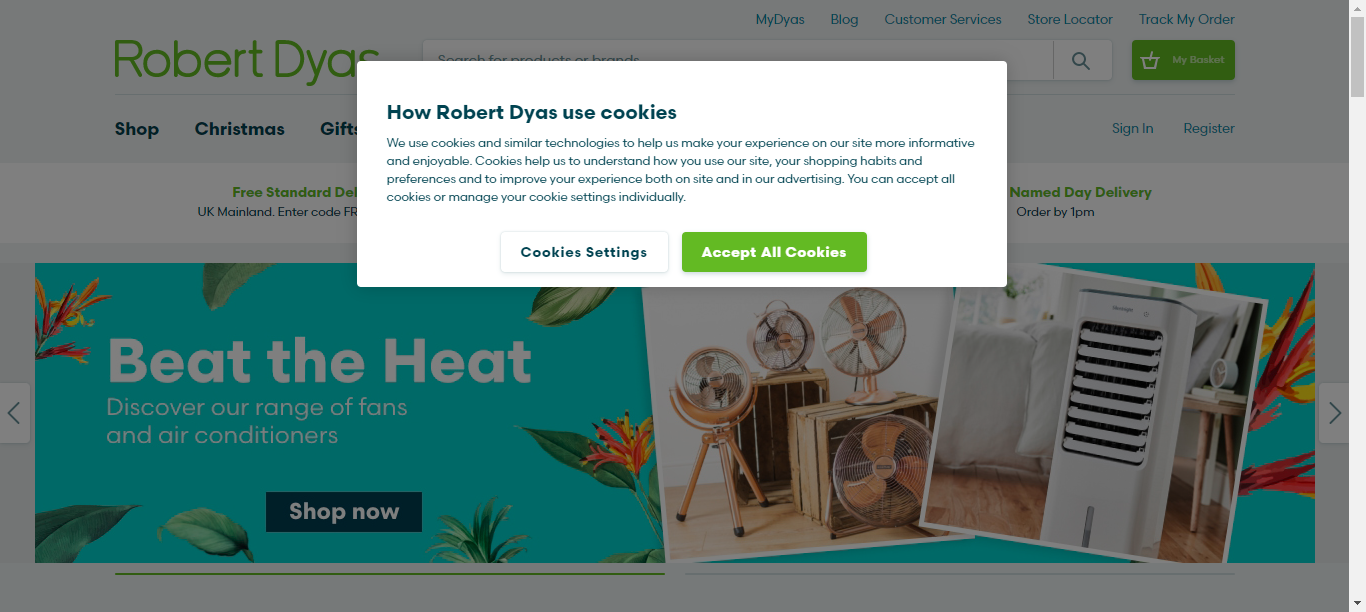 MyDyas Blog Customer Services Store Locator Track My Order
Robert Dyas
Search for products or brands
My Basket
Shop Christmas Gifts
Sign In Register
How Robert Dyas use cookies
We use cookies and similar technologies to help us make your experience on our site more informative
and enjoyable. Cookies help us to understand how you use our site, your shopping habits and
preferences and to improve your experience both on site and in our advertising. You can accept all
cookies or manage your cookie settings individually.
Cookies Settings Accept All Cookies
Free Standard Del
UK Mainland. Enter code FR
Named Day Delivery
Order by 1pm
Beat the Heat
Discover our range of fans
and air conditioners
Shop now